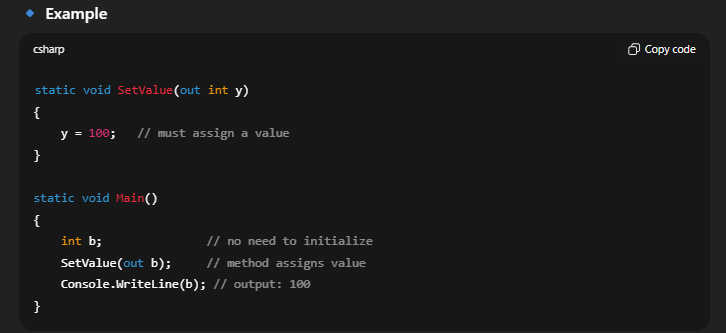 Example
csharp
Copy code
static void SetValue(out int y)
{
    y = 100;   // must assign a value
}
static void Main()
{
    int b;               // no need to initialize
    SetValue(out b);     // method assigns value
    Console.WriteLine(b); // output: 100
}